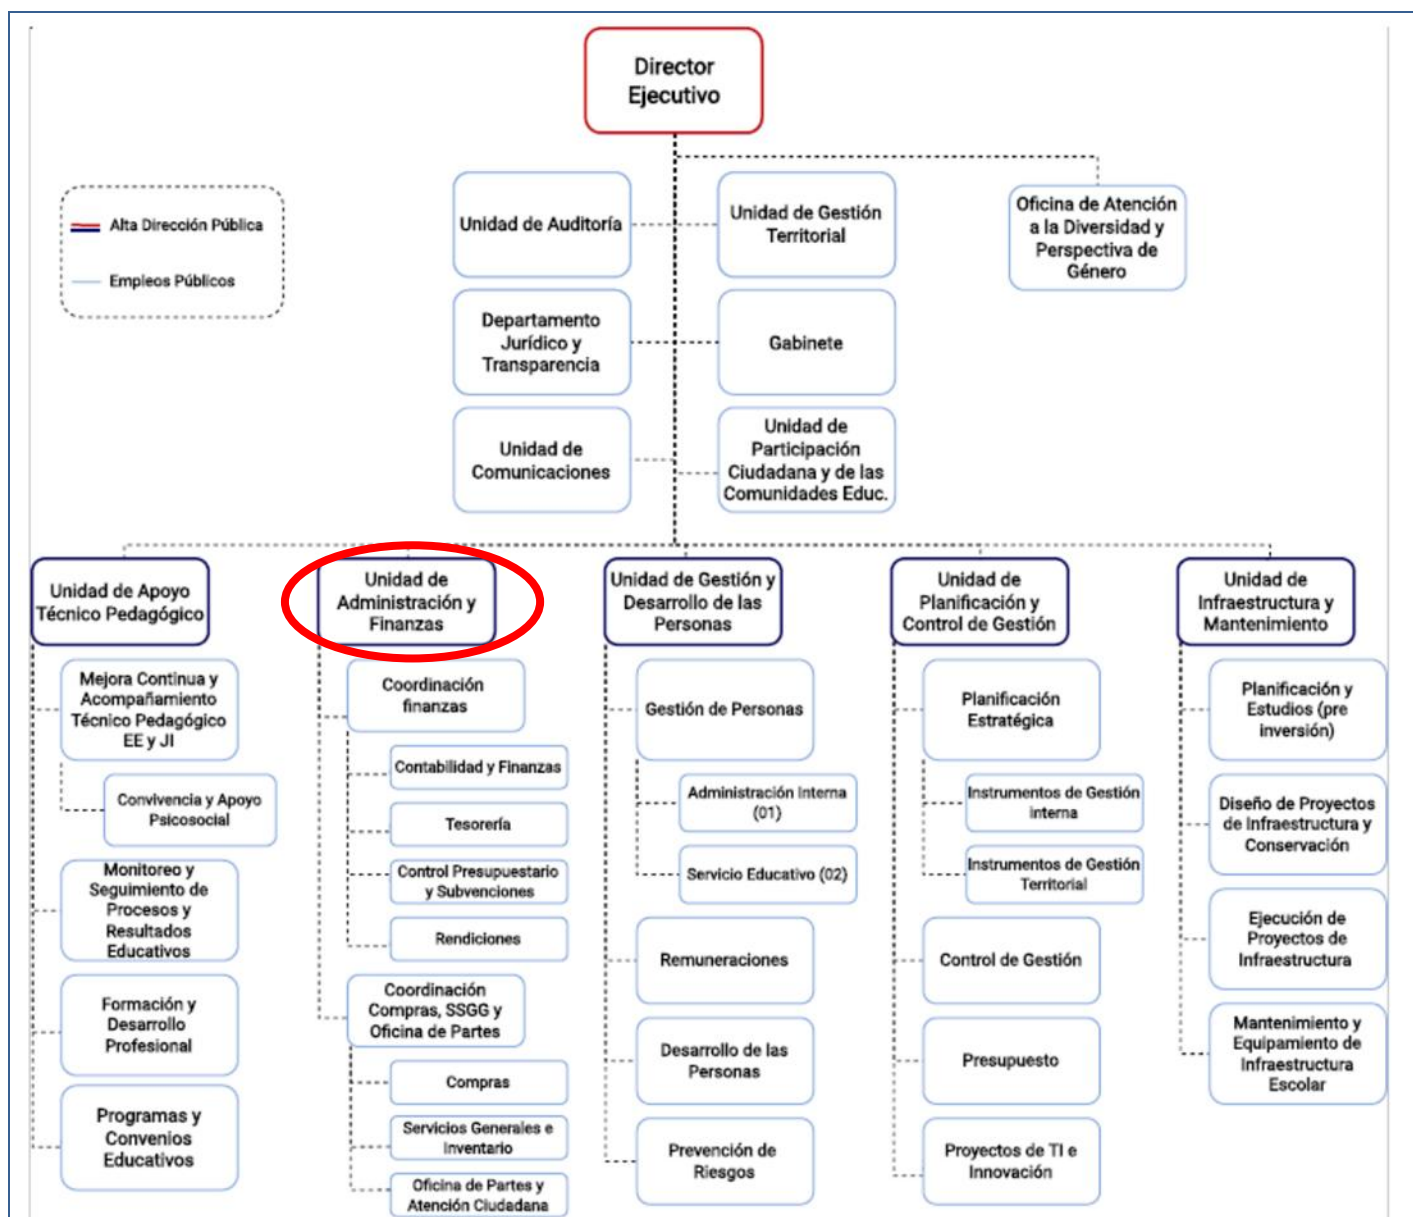 Director
Ejecutivo
Alta Dirección Pública
Empleos Públicos
Unidad de Auditoría
Unidad de Gestión
Territorial
Oficina de Atención
a la Diversidad y
Perspectiva de
Género
Departamento
Jurídico y
Transparencia
Gabinete
Unidad de
Comunicaciones
Unidad de
Participación
Ciudadana y de las
Comunidades Educ.
Unidad de Apoyo
Técnico Pedagógico
Mejora Continua y
Acompañamiento
Técnico Pedagógico
EE y JI
Convivencia y Apoyo
Psicosocial
Monitoreo y
Seguimiento de
Procesos y
Resultados
Educativos
Formación y
Desarrollo
Profesional
Programas y
Convenios
Educativos
Unidad de
Administración y
Finanzas
Coordinación
finanzas
Contabilidad y Finanzas
Tesorería
Control Presupuestario
y Subvenciones
Rendiciones
Coordinación
Compras, SSGG y
Oficina de Partes
Compras
Servicios Generales e
Inventario
Oficina de Partes y
Atención Ciudadana
Unidad de Gestión y
Desarrollo de las
Personas
Gestión de Personas
Administración Interna
(01)
Servicio Educativo (02)
Remuneraciones
Desarrollo de las
Personas
Prevención de
Riesgos
Unidad de
Planificación y
Control de Gestión
Planificación
Estratégica
Instrumentos de Gestión
interna
Instrumentos de Gestión
Territorial
Control de Gestión
Presupuesto
Proyectos de TI e
Innovación
Unidad de
Infraestructura y
Mantenimiento
Planificación y
Estudios (pre
inversión)
Diseño de Proyectos
de Infraestructura y
Conservación
Ejecución de
Proyectos de
Infraestructura
Mantenimiento y
Equipamiento de
Infraestructura
Escolar